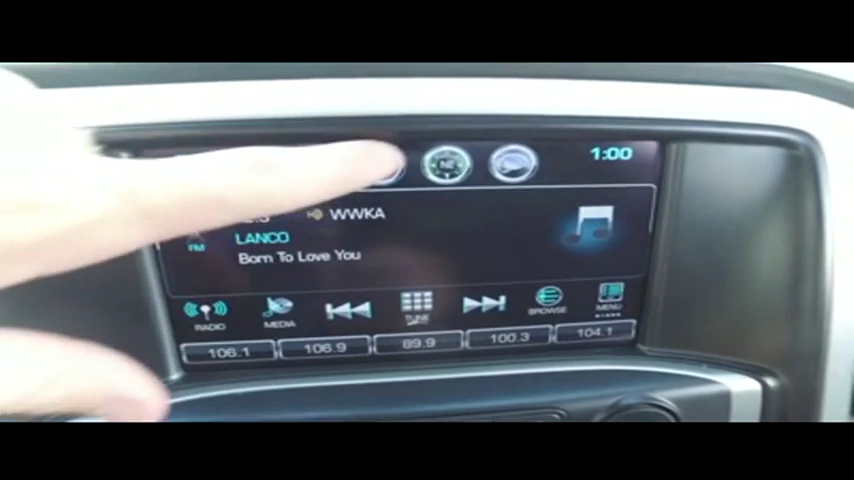 NE
1:00
WWKA
FM
LANCO
Born To Love You
RADIO
MEDIA
TUNE
BROWSE
MENU
106.1
106.9
89.9
100.3
104.1